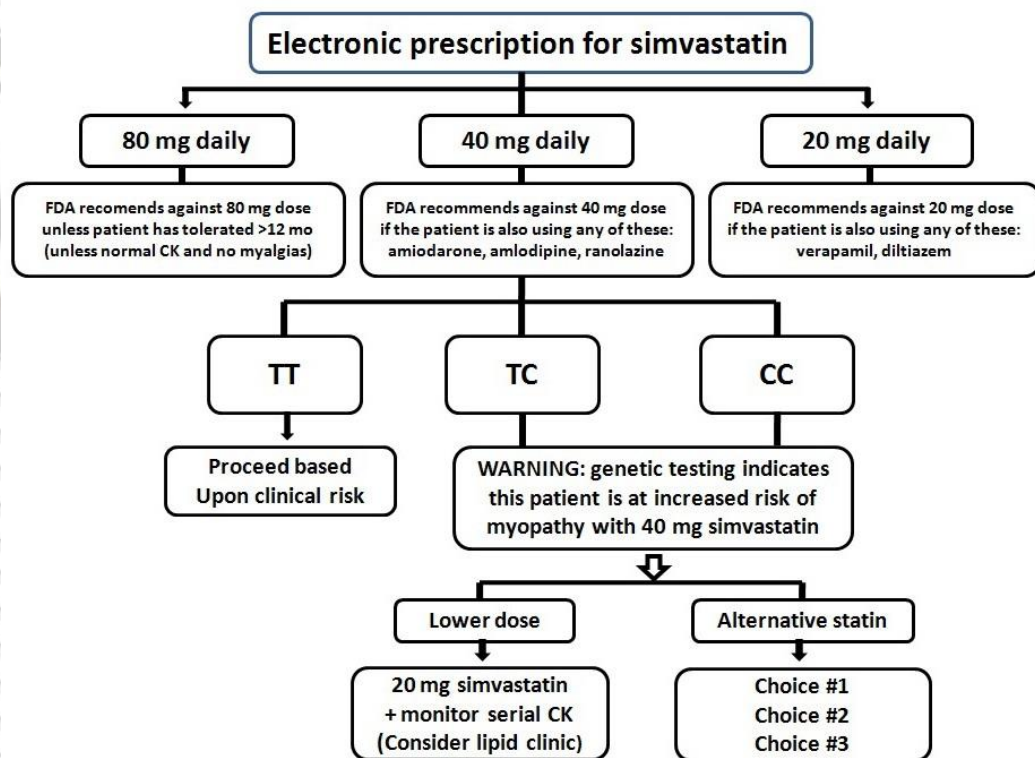 Electronic prescription for simvastatin
80 mg daily
40 mg daily
20 mg daily
FDA recomends against 80 mg dose
unless patient has tolerated >12 mo
(unless normal CK and no myalgias)
FDA recommends against 40 mg dose
if the patient is also using any of these:
amiodarone, amlodipine, ranolazine
FDA recommends against 20 mg dose
if the patient is also using any of these:
verapamil, diltiazem
TT
TC
CC
Proceed based
Upon clinical risk
WARNING: genetic testing indicates
this patient is at increased risk of
myopathy with 40 mg simvastatin
Lower dose
Alternative statin
20 mg simvastatin
+ monitor serial CK
(Consider lipid clinic)
Choice #1
Choice #2
Choice #3